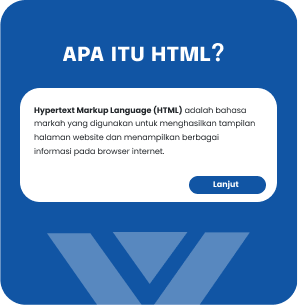 APA ITU HTML?
Hypertext Markup Language (HTML) adalah bahasa
markah yang digunakan untuk menghasilkan tampilan
halaman website dan menampilkan berbagai
informasi pada browser internet.
Lanjut